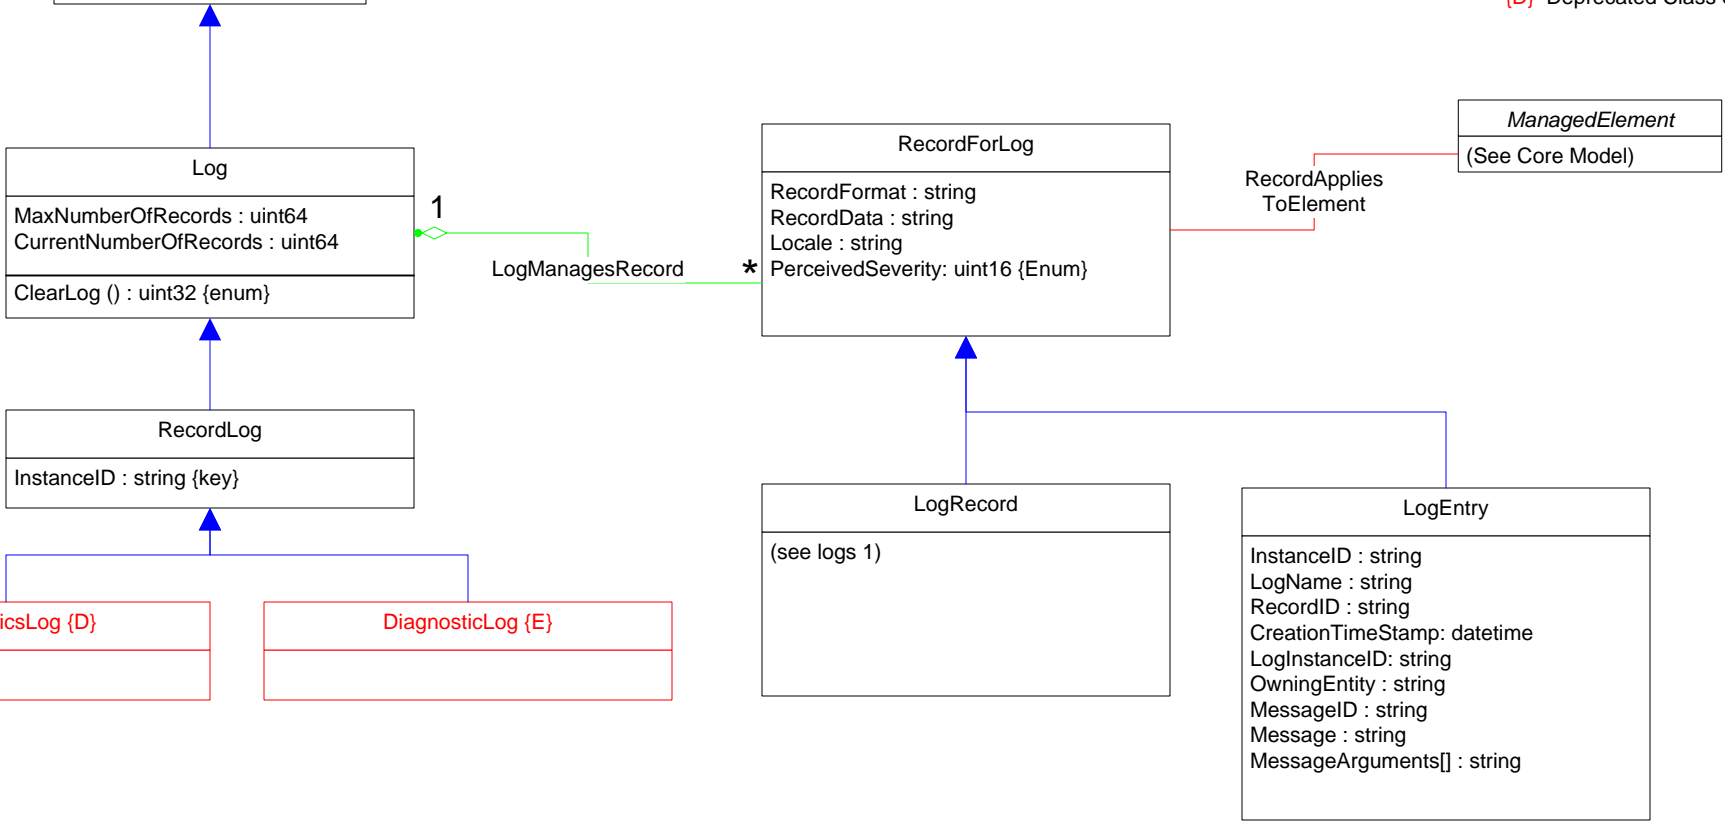 {D} Deprecated Class
Log
MaxNumberOfRecords : uint64
CurrentNumberOfRecords : uint64
ClearLog () : uint32 {enum}
1
LogManagesRecord
*
RecordForLog
RecordFormat : string
RecordData : string
Locale : string
PerceivedSeverity: uint16 {Enum}
RecordApplies
ToElement
ManagedElement
(See Core Model)
RecordLog
InstanceID : string {key}
icsLog {D}
DiagnosticLog {E}
LogRecord
(see logs 1)
LogEntry
InstanceID : string
LogName : string
RecordID : string
CreationTimeStamp: datetime
LogInstanceID: string
OwningEntity : string
MessageID : string
Message : string
MessageArguments[] : string